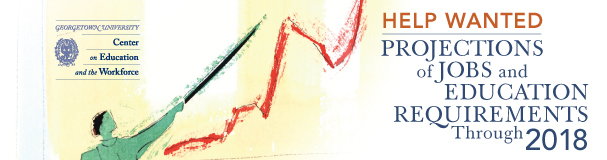 GEORGETOWN UNIVERSITY
Center
on Education
and the Workforce
HELP WANTED
PROJECTIONS
of JOBS and
EDUCATION
REQUIREMENTS
Through 2018